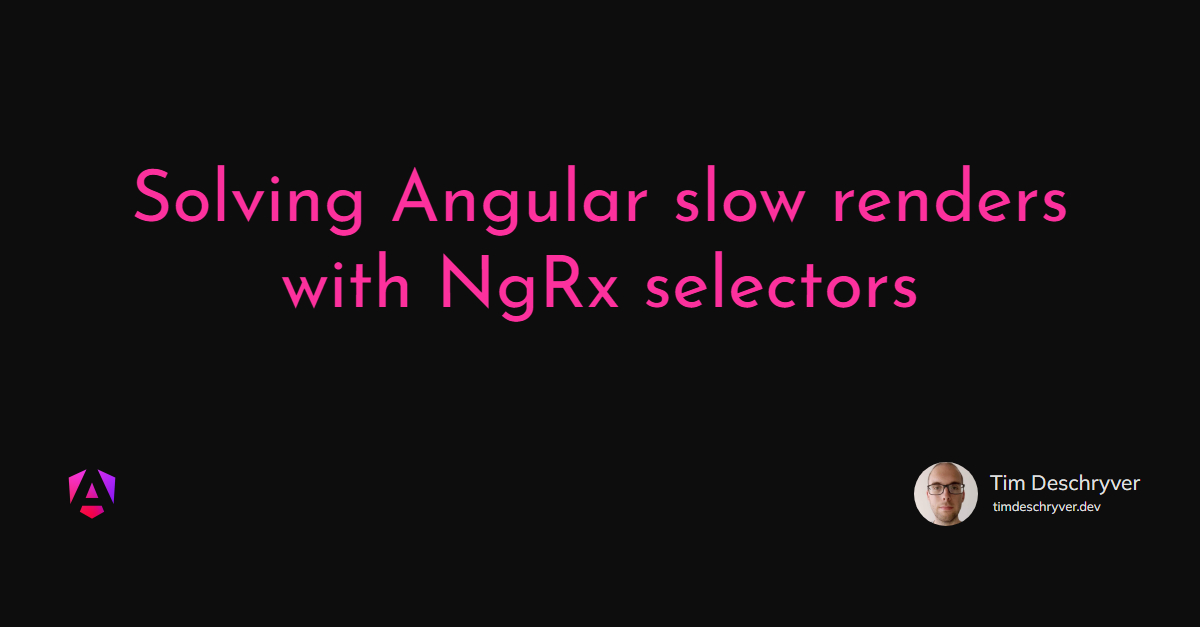 Solving Angular slow renders
with NgRx selectors
Tim Deschryver
timdeschryver.dev